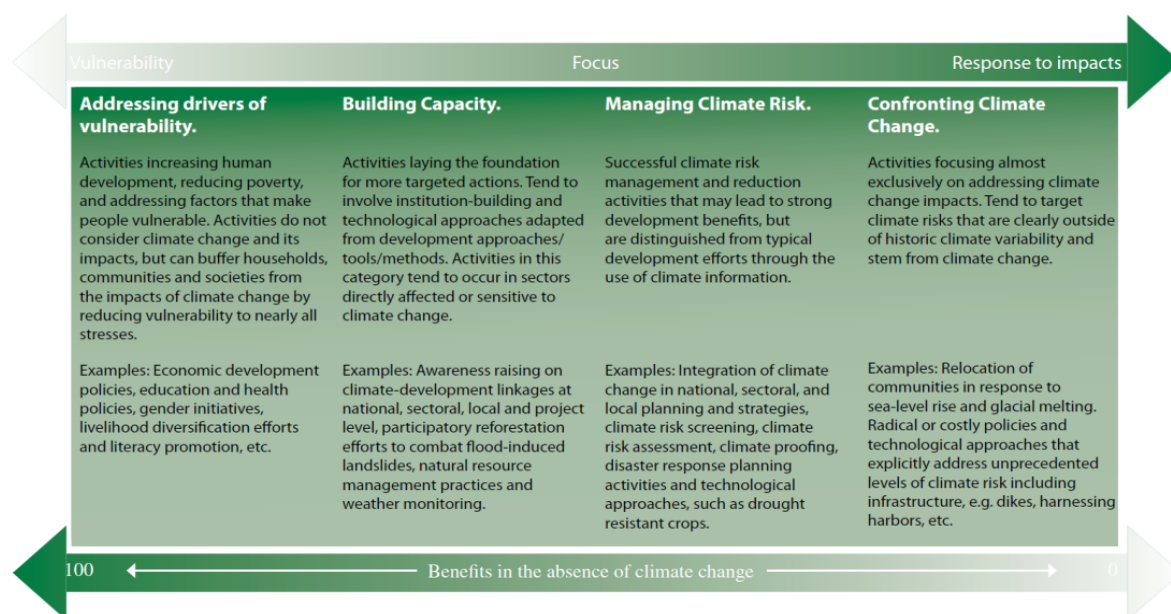 Vulnerability Focus Response to impacts
Addressing drivers of
vulnerability.
Activities increasing human
development, reducing poverty,
and addressing factors that make
people vulnerable. Activities do not
consider climate change and its
impacts, but can buffer households,
communities and societies from
the impacts of climate change by
reducing vulnerability to nearly all
stresses.
Examples: Economic development
policies, education and health
policies, gender initiatives,
livelihood diversification efforts
and literacy promotion, etc.
Building Capacity.
Activities laying the foundation
for more targeted actions. Tend to
involve institution-building and
technological approaches adapted
from development approaches/
tools/methods. Activities in this
category tend to occur in sectors
directly affected or sensitive to
climate change.
Examples: Awareness raising on
climate-development linkages at
national, sectoral, local and project
level, participatory reforestation
efforts to combat flood-induced
landslides, natural resource
management practices and
weather monitoring.
Managing Climate Risk.
Successful climate risk
management and reduction
activities that may lead to strong
development benefits, but
are distinguished from typical
development efforts through the
use of climate information.
Examples: Integration of climate
change in national, sectoral, and
local planning and strategies,
climate risk screening, climate
risk assessment, climate proofing,
disaster response planning
activities and technological
approaches, such as drought
resistant crops.
Confronting Climate
Change.
Activities focusing almost
exclusively on addressing climate
change impacts. Tend to target
climate risks that are clearly outside
of historic climate variability and
stem from climate change.
Examples: Relocation of
communities in response to
sea-level rise and glacial melting.
Radical or costly policies and
technological approaches that
explicitly address unprecedented
levels of climate risk including
infrastructure, e.g. dikes, harnessing
harbors, etc.
100 Benefits in the absence of climate change 0